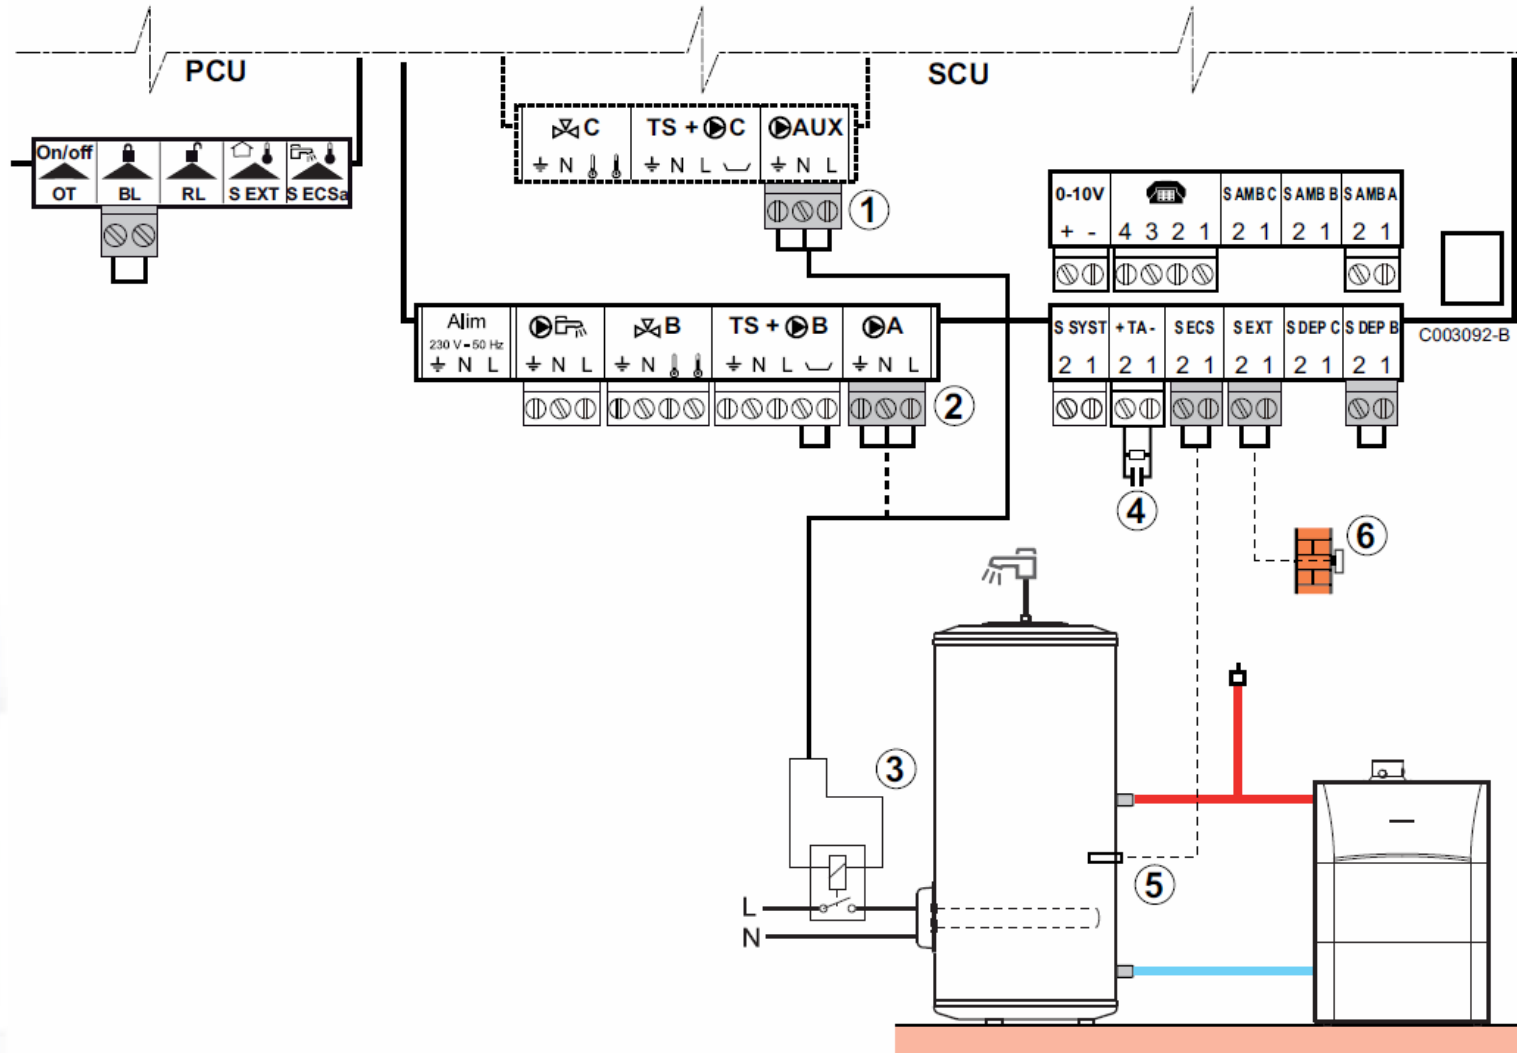 PCU
SCU
On/off
OT BL RL S EXT S ECSa
C TS + C AUX
N N L N L
1
0-10V S AMB C S AMB B S AMB A
+ - 4 3 2 1 2 1 2 1 2 1
Alim B TS + B A
230 V - 50 Hz
N L N L N N L N L
2
S SYST + TA - S ECS S EXT S DEP C S DEP B
2 1 2 1 2 1 2 1 2 1 2 1
C003092-B
4
6
3
5
L
N